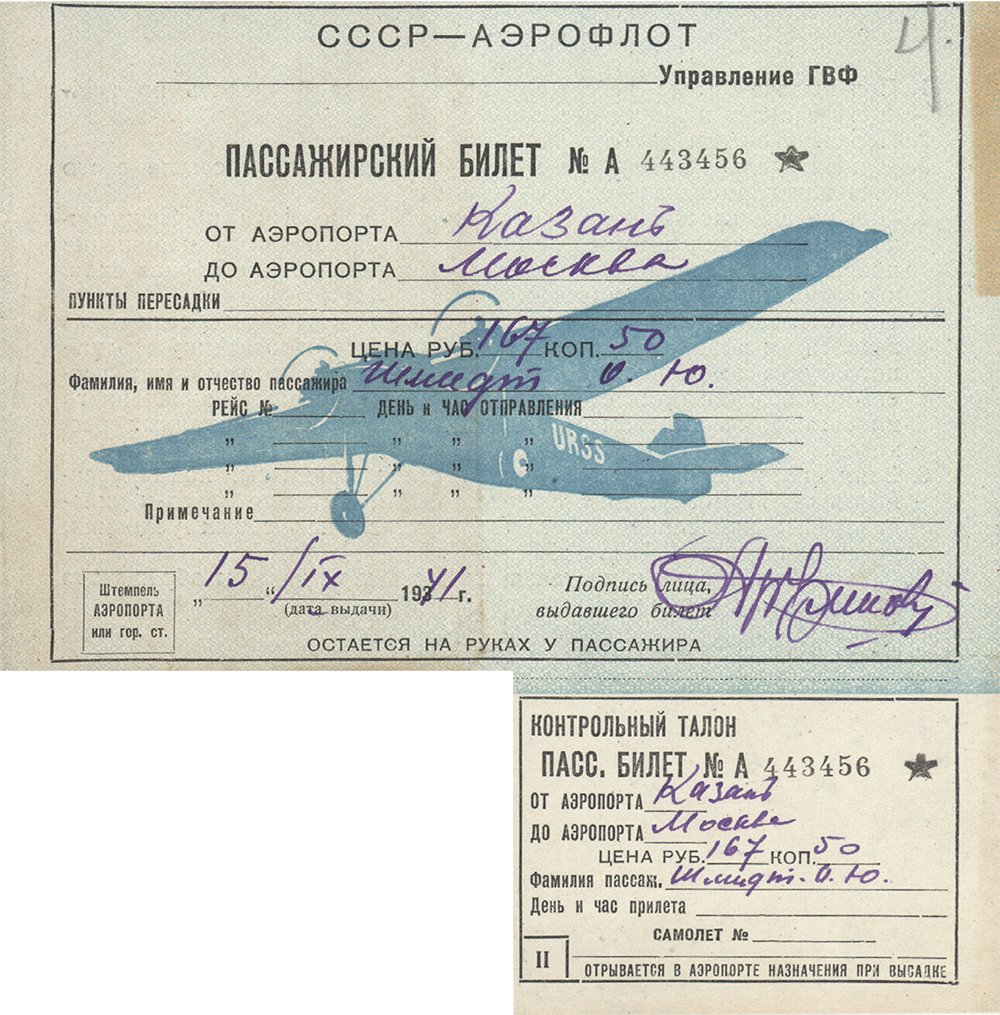 4.
СССР—АЭРОФЛОТ
Управление ГВФ
ПАССАЖИРСКИЙ БИЛЕТ № А 443456
ОТ АЭРОПОРТА Казань
ДО АЭРОПОРТА Москва
ПУНКТЫ ПЕРЕСАДКИ
ЦЕНА РУБ. 167 КОП. 50
Фамилия, имя и отчество пассажира Шмидт О. Ю.
РЕЙС № ДЕНЬ и ЧАС ОТПРАВЛЕНИЯ
„ „ „ „
„ „ „ „
„ „ „ „
URSS
Примечание
Штемпель АЭРОПОРТА или гор. ст.
„15“/IX 1941 г.
(дата выдачи)
Подпись лица,
выдавшего билет
ОСТАЕТСЯ НА РУКАХ У ПАССАЖИРА
КОНТРОЛЬНЫЙ ТАЛОН
ПАСС. БИЛЕТ № А 443456
ОТ АЭРОПОРТА Казань
ДО АЭРОПОРТА Москва
ЦЕНА РУБ. 167 КОП. 50
Фамилия пассаж. Шмидт. О. Ю.
День и час прилета
САМОЛЕТ №
II
ОТРЫВАЕТСЯ В АЭРОПОРТЕ НАЗНАЧЕНИЯ ПРИ ВЫСАДКЕ